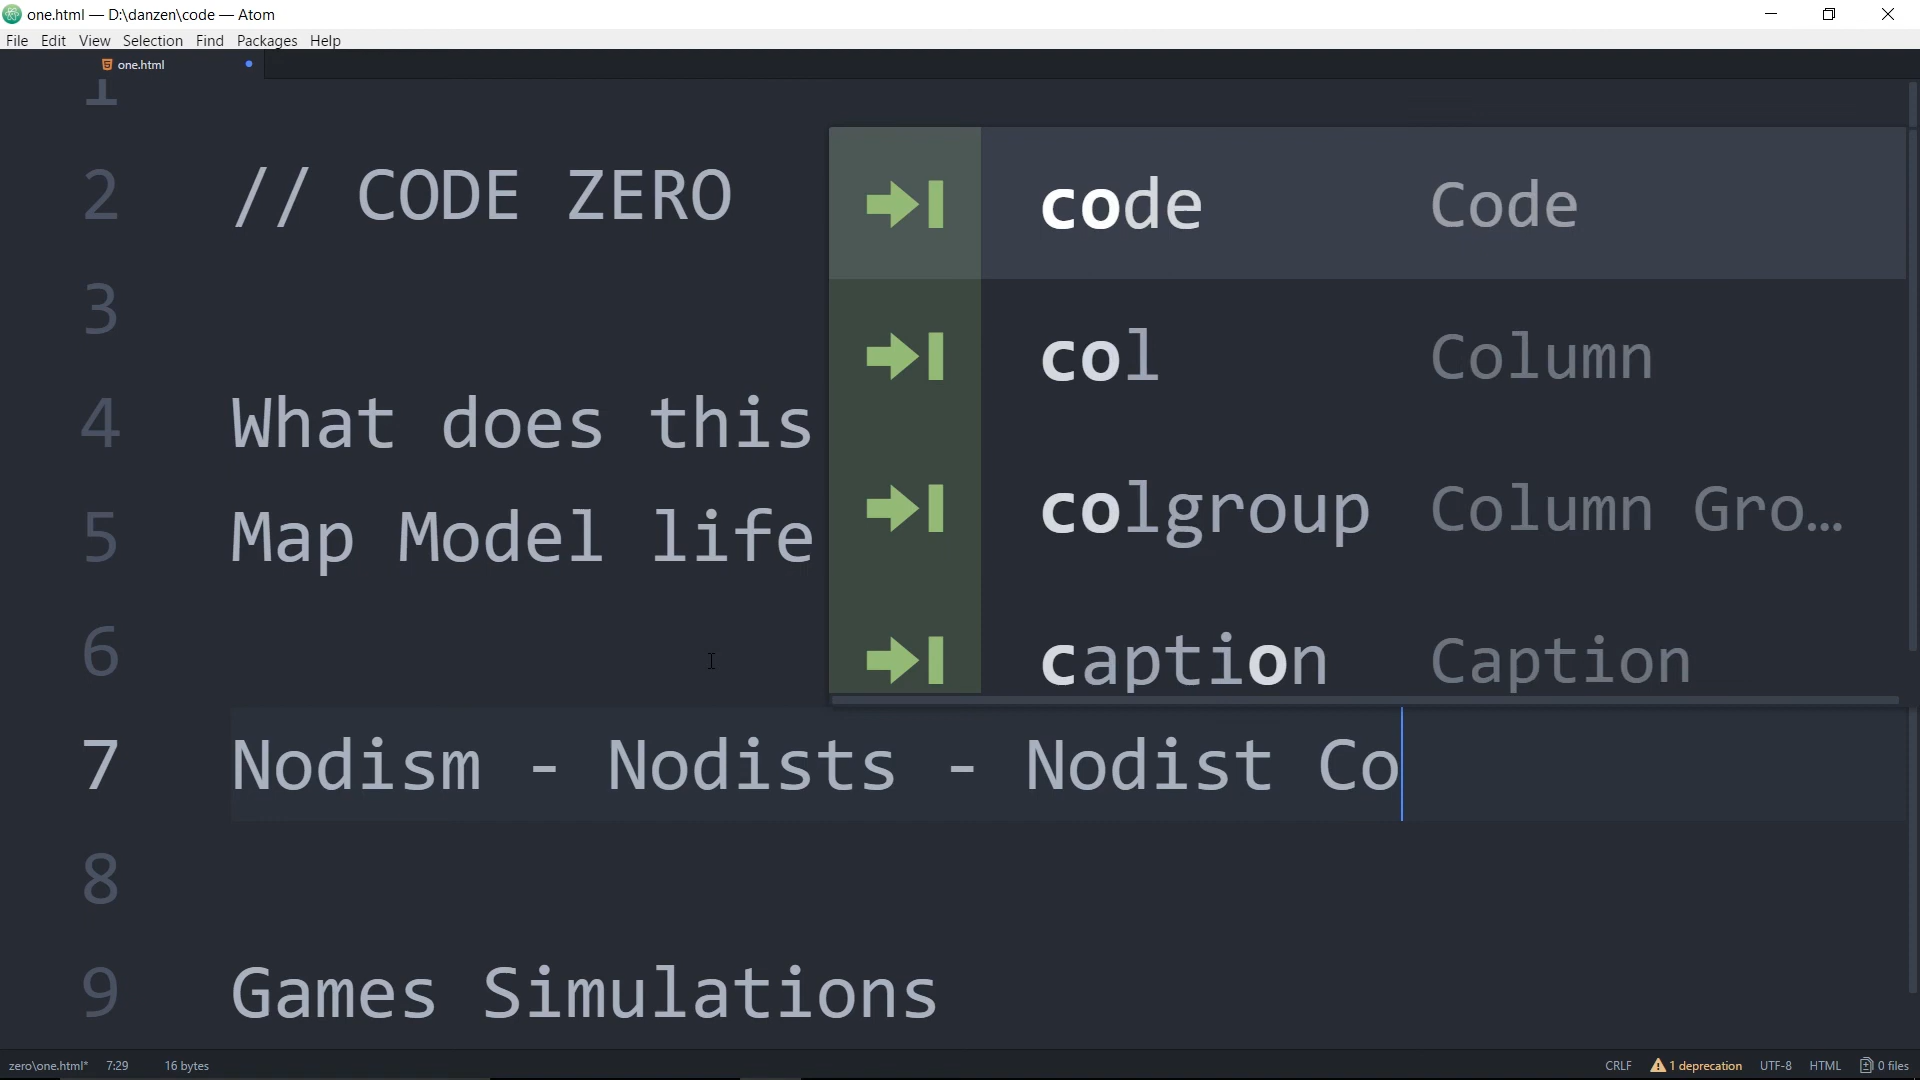 one.html — D:\danzen\code — Atom
File Edit View Selection Find Packages Help
one.html
1
2 // CODE ZERO
3
4 What does this
5 Map Model life
6
7 Nodism - Nodists - Nodist Co
8
9 Games Simulations
code Code
col Column
colgroup Column Gro...
caption Caption
zero\one.html* 7:29 16 bytes CRLF 1 deprecation UTF-8 HTML 0 files